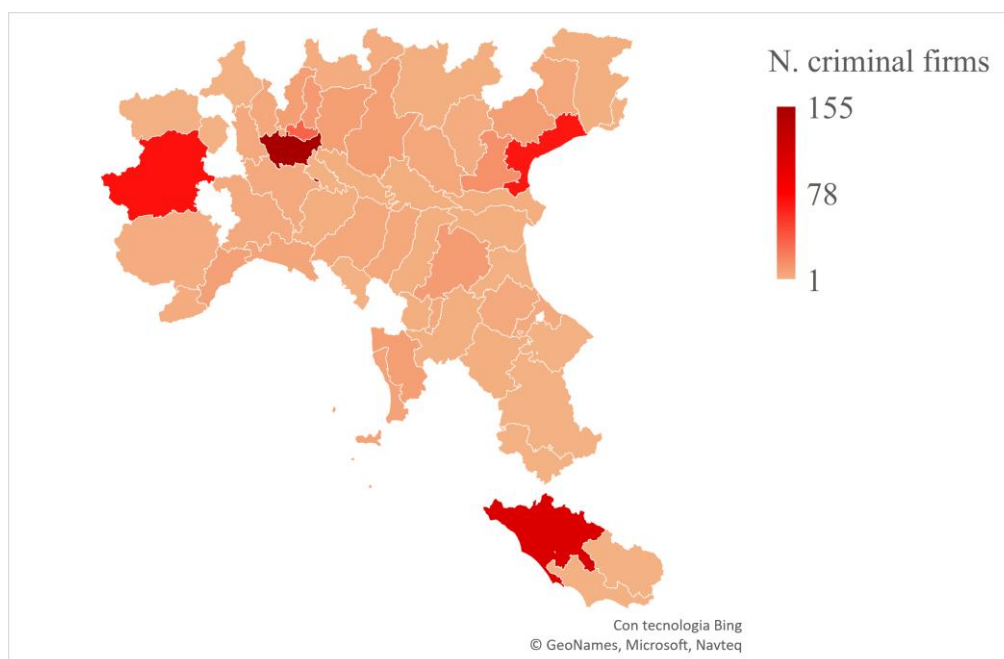 N. criminal firms
155
78
1
Con tecnologia Bing
© GeoNames, Microsoft, Navteq